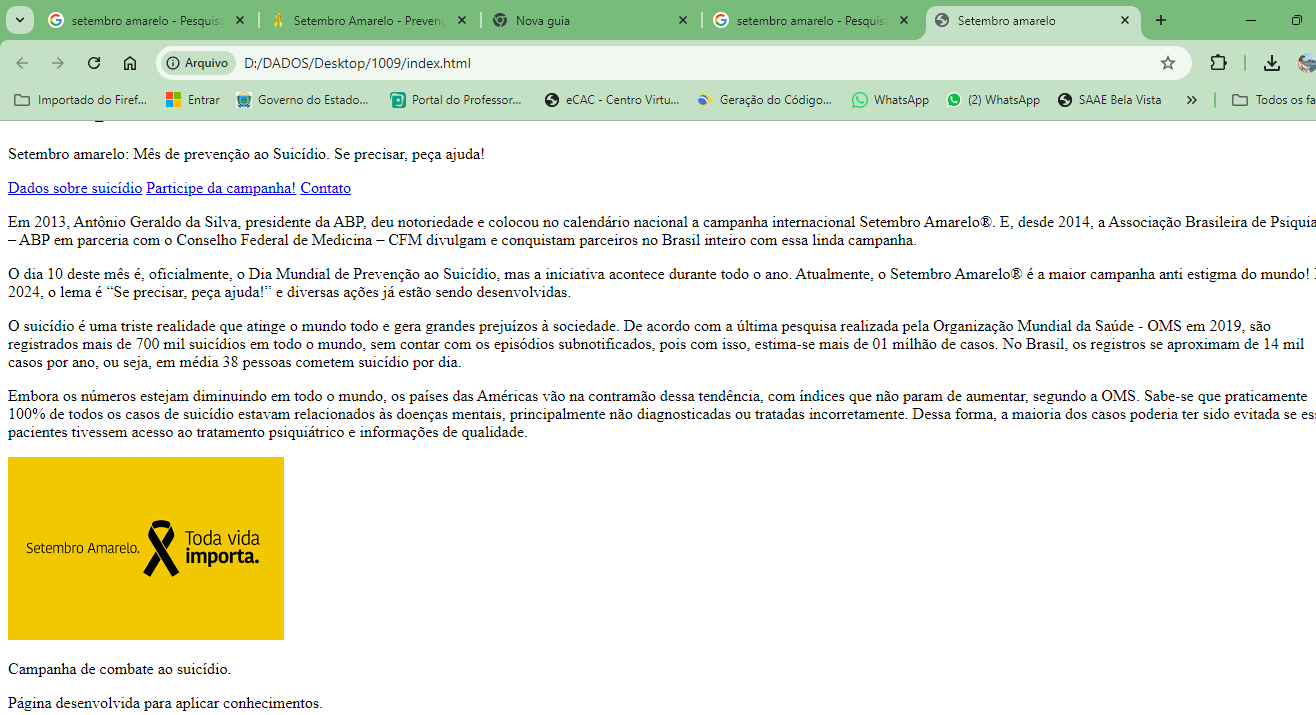 setembro amarelo - Pesquis
Setembro Amarelo - Preven
Nova guia
setembro amarelo - Pesquis
Setembro amarelo
Arquivo
D:/DADOS/Desktop/1009/index.html
Importado do Firef...
Entrar
Governo do Estado...
Portal do Professor...
eCAC - Centro Virtu...
Geração do Código...
WhatsApp
(2) WhatsApp
SAAE Bela Vista
Todos os fa
Setembro amarelo: Mês de prevenção ao Suicídio. Se precisar, peça ajuda!
Dados sobre suicídio Participe da campanha! Contato
Em 2013, Antônio Geraldo da Silva, presidente da ABP, deu notoriedade e colocou no calendário nacional a campanha internacional Setembro Amarelo®. E, desde 2014, a Associação Brasileira de Psiquia
– ABP em parceria com o Conselho Federal de Medicina – CFM divulgam e conquistam parceiros no Brasil inteiro com essa linda campanha.
O dia 10 deste mês é, oficialmente, o Dia Mundial de Prevenção ao Suicídio, mas a iniciativa acontece durante todo o ano. Atualmente, o Setembro Amarelo® é a maior campanha anti estigma do mundo!
2024, o lema é “Se precisar, peça ajuda!” e diversas ações já estão sendo desenvolvidas.
O suicídio é uma triste realidade que atinge o mundo todo e gera grandes prejuízos à sociedade. De acordo com a última pesquisa realizada pela Organização Mundial da Saúde - OMS em 2019, são
registrados mais de 700 mil suicídios em todo o mundo, sem contar com os episódios subnotificados, pois com isso, estima-se mais de 01 milhão de casos. No Brasil, os registros se aproximam de 14 mil
casos por ano, ou seja, em média 38 pessoas cometem suicídio por dia.
Embora os números estejam diminuindo em todo o mundo, os países das Américas vão na contramão dessa tendência, com índices que não param de aumentar, segundo a OMS. Sabe-se que praticamente
100% de todos os casos de suicídio estavam relacionados às doenças mentais, principalmente não diagnosticadas ou tratadas incorretamente. Dessa forma, a maioria dos casos poderia ter sido evitada se es
pacientes tivessem acesso ao tratamento psiquiátrico e informações de qualidade.
Setembro Amarelo.
Toda vida
importa.
Campanha de combate ao suicídio.
Página desenvolvida para aplicar conhecimentos.